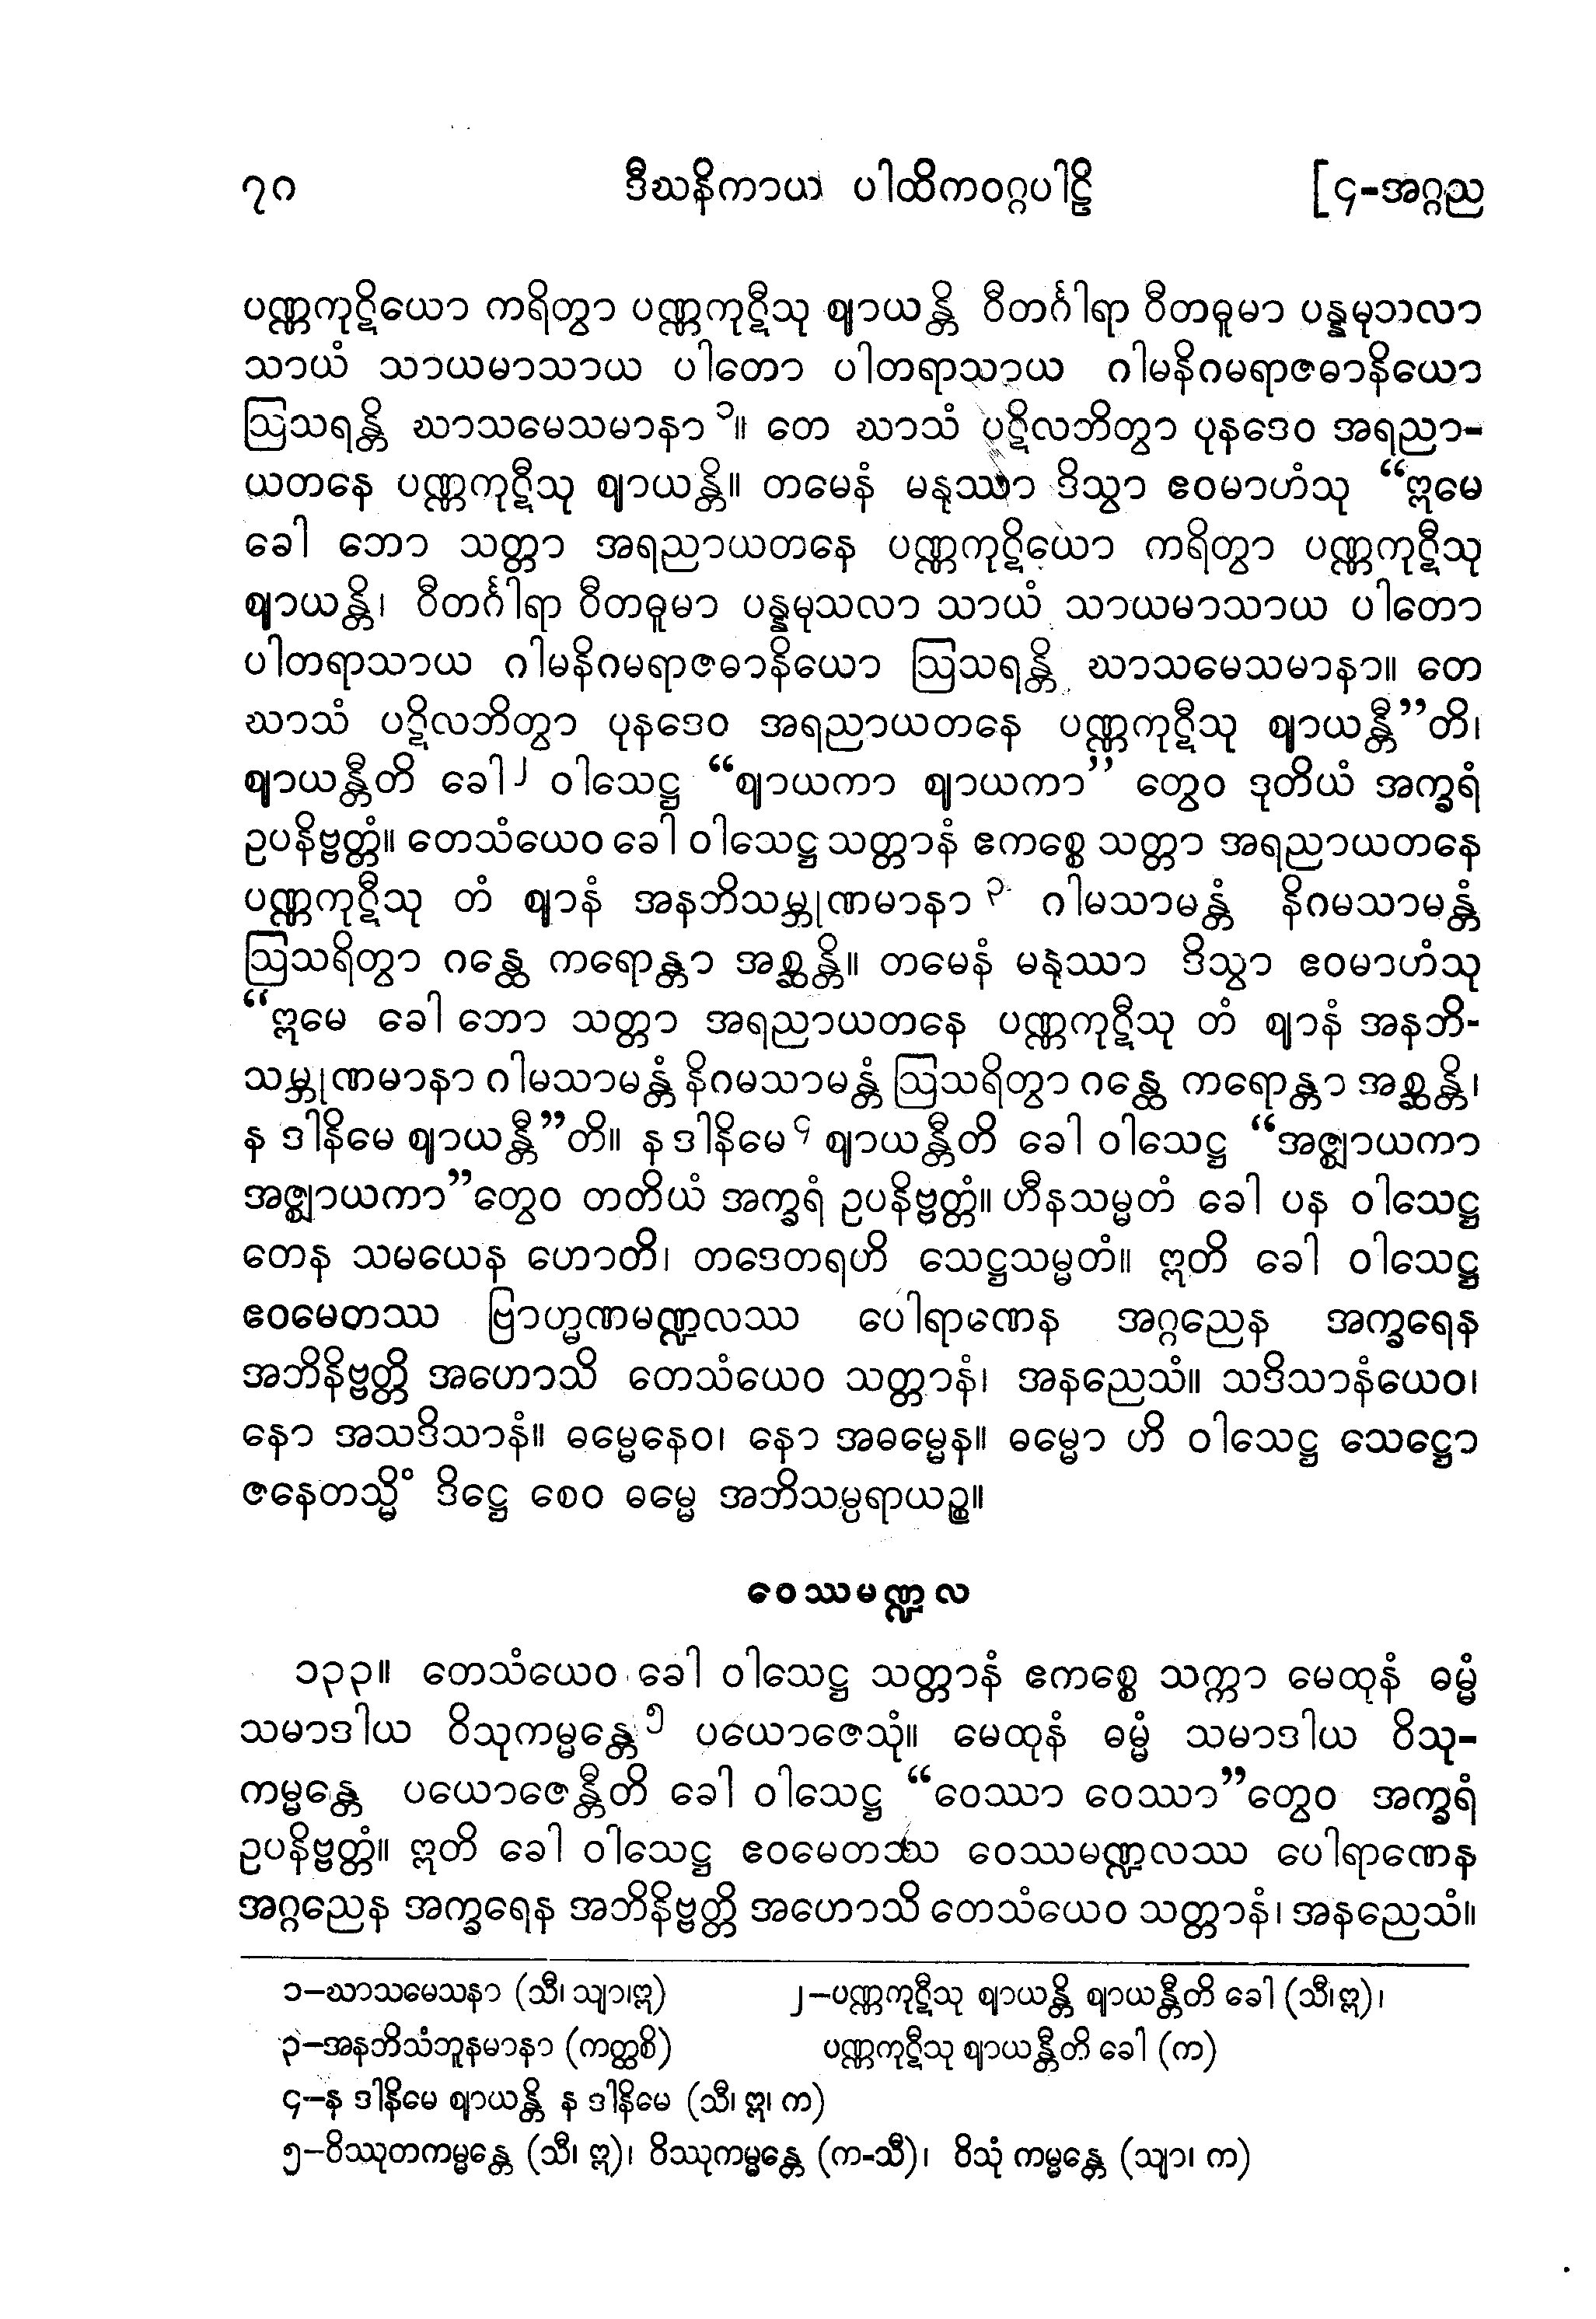 ၇၈ ဒီဃနိကာယ ပါထိကဝဂ္ဂပါဠိ [၄-အဂ္ဂည
ပဏ္ဏကုဋိယော ကရိတွာ ပဏ္ဏကုဋီသု ဈာယန္တိ ဝီတင်္ဂါရာ ဝီတဓူမာ ပန္နမုသလာ
သာယံ သာယမာသာယ ပါတော ပါတရာသာယ ဂါမနိဂမရာဇဓာနိယော
ဩသရန္တိ ဃာသမေသမာနာ ၁။ တေ ဃာသံ ပဋိလဘိတွာ ပုနဒေဝ အရညာ-
ယတနေ ပဏ္ဏကုဋီသု ဈာယန္တိ။ တမေနံ မနုဿာ ဒိသွာ ဧဝမာဟံသု “ဣမေ
ခေါ ဘော သတ္တာ အရညာယတနေ ပဏ္ဏကုဋိယော ကရိတွာ ပဏ္ဏကုဋီသု
ဈာယန္တိ၊ ဝီတင်္ဂါရာ ဝီတဓူမာ ပန္နမုသလာ သာယံ သာယမာသာယ ပါတော
ပါတရာသာယ ဂါမနိဂမရာဇဓာနိယော ဩသရန္တိ ဃာသမေသမာနာ။ တေ
ဃာသံ ပဋိလဘိတွာ ပုနဒေဝ အရညာယတနေ ပဏ္ဏကုဋီသု ဈာယန္တီ”တိ၊
ဈာယန္တီတိ ခေါ ၂ ဝါသေဋ္ဌ “ဈာယကာ ဈာယကာ” တွေဝ ဒုတိယံ အက္ခရံ
ဥပနိဗ္ဗတ္တံ။ တေသံယေဝ ခေါ ဝါသေဋ္ဌ သတ္တာနံ ဧကစ္စေ သတ္တာ အရညာယတနေ
ပဏ္ဏကုဋီသု တံ ဈာနံ အနဘိသမ္ဘုဏမာနာ ၃ ဂါမသာမန္တံ နိဂမသာမန္တံ
ဩသရိတွာ ဂန္ထေ ကရောန္တာ အစ္ဆန္တိ။ တမေနံ မနုဿာ ဒိသွာ ဧဝမာဟံသု
“ဣမေ ခေါ ဘော သတ္တာ အရညာယတနေ ပဏ္ဏကုဋီသု တံ ဈာနံ အနဘိ-
သမ္ဘုဏမာနာ ဂါမသာမန္တံ နိဂမသာမန္တံ ဩသရိတွာ ဂန္ထေ ကရောန္တာ အစ္ဆန္တိ၊
န ဒါနိမေ ဈာယန္တီ”တိ။ န ဒါနိမေ ၄ ဈာယန္တီတိ ခေါ ဝါသေဋ္ဌ “အဇ္ဈာယကာ
အဇ္ဈာယကာ”တွေဝ တတိယံ အက္ခရံ ဥပနိဗ္ဗတ္တံ။ ဟီနသမ္မတံ ခေါ ပန ဝါသေဋ္ဌ
တေန သမယေန ဟောတိ၊ တဒေတရဟိ သေဋ္ဌသမ္မတံ။ ဣတိ ခေါ ဝါသေဋ္ဌ
ဧဝမေတဿ ဗြာဟ္မဏမဏ္ဍလဿ ပေါရာဏေန အဂ္ဂညေန အက္ခရေန
အဘိနိဗ္ဗတ္တိ အဟောသိ တေသံယေဝ သတ္တာနံ၊ အနညေသံ။ သဒိသာနံယေဝ၊
နော အသဒိသာနံ။ ဓမ္မေနေဝ၊ နော အဓမ္မေန။ ဓမ္မော ဟိ ဝါသေဋ္ဌ သေဋ္ဌော
ဇနေတသ္မိံ ဒိဋ္ဌေ စေဝ ဓမ္မေ အဘိသမ္ပရာယဉ္စ။
ဝေဿမဏ္ဍလ
၁၃၃။ တေသံယေဝ ခေါ ဝါသေဋ္ဌ သတ္တာနံ ဧကစ္စေ သက္ကာ မေထုနံ ဓမ္မံ
သမာဒါယ ဝိသုကမ္မန္တေ ၅ ပယောဇေသုံ။ မေထုနံ ဓမ္မံ သမာဒါယ ဝိသု-
ကမ္မန္တေ ပယောဇေန္တီတိ ခေါ ဝါသေဋ္ဌ “ဝေဿာ ဝေဿာ”တွေဝ အက္ခရံ
ဥပနိဗ္ဗတ္တံ။ ဣတိ ခေါ ဝါသေဋ္ဌ ဧဝမေတဿ ဝေဿမဏ္ဍလဿ ပေါရာဏေန
အဂ္ဂညေန အက္ခရေန အဘိနိဗ္ဗတ္တိ အဟောသိ တေသံယေဝ သတ္တာနံ၊ အနညေသံ။
၁–ဃာသမေသနာ (သီ၊ သျာ၊ဣ) ၂–ပဏ္ဏကုဋီသု ဈာယန္တိ ဈာယန္တီတိ ခေါ (သီ၊ဣ)၊
၃–အနဘိသံဘူနမာနာ (ကတ္ထစိ) ပဏ္ဏကုဋီသု ဈာယန္တီတိ ခေါ (က)
၄–န ဒါနိမေ ဈာယန္တိ န ဒါနိမေ (သီ၊ ဣ၊ က)
၅–ဝိဿုတကမ္မန္တေ (သီ၊ ဣ)၊ ဝိဿုကမ္မန္တေ (က-သီ)၊ ဝိသုံ ကမ္မန္တေ (သျာ၊ က)